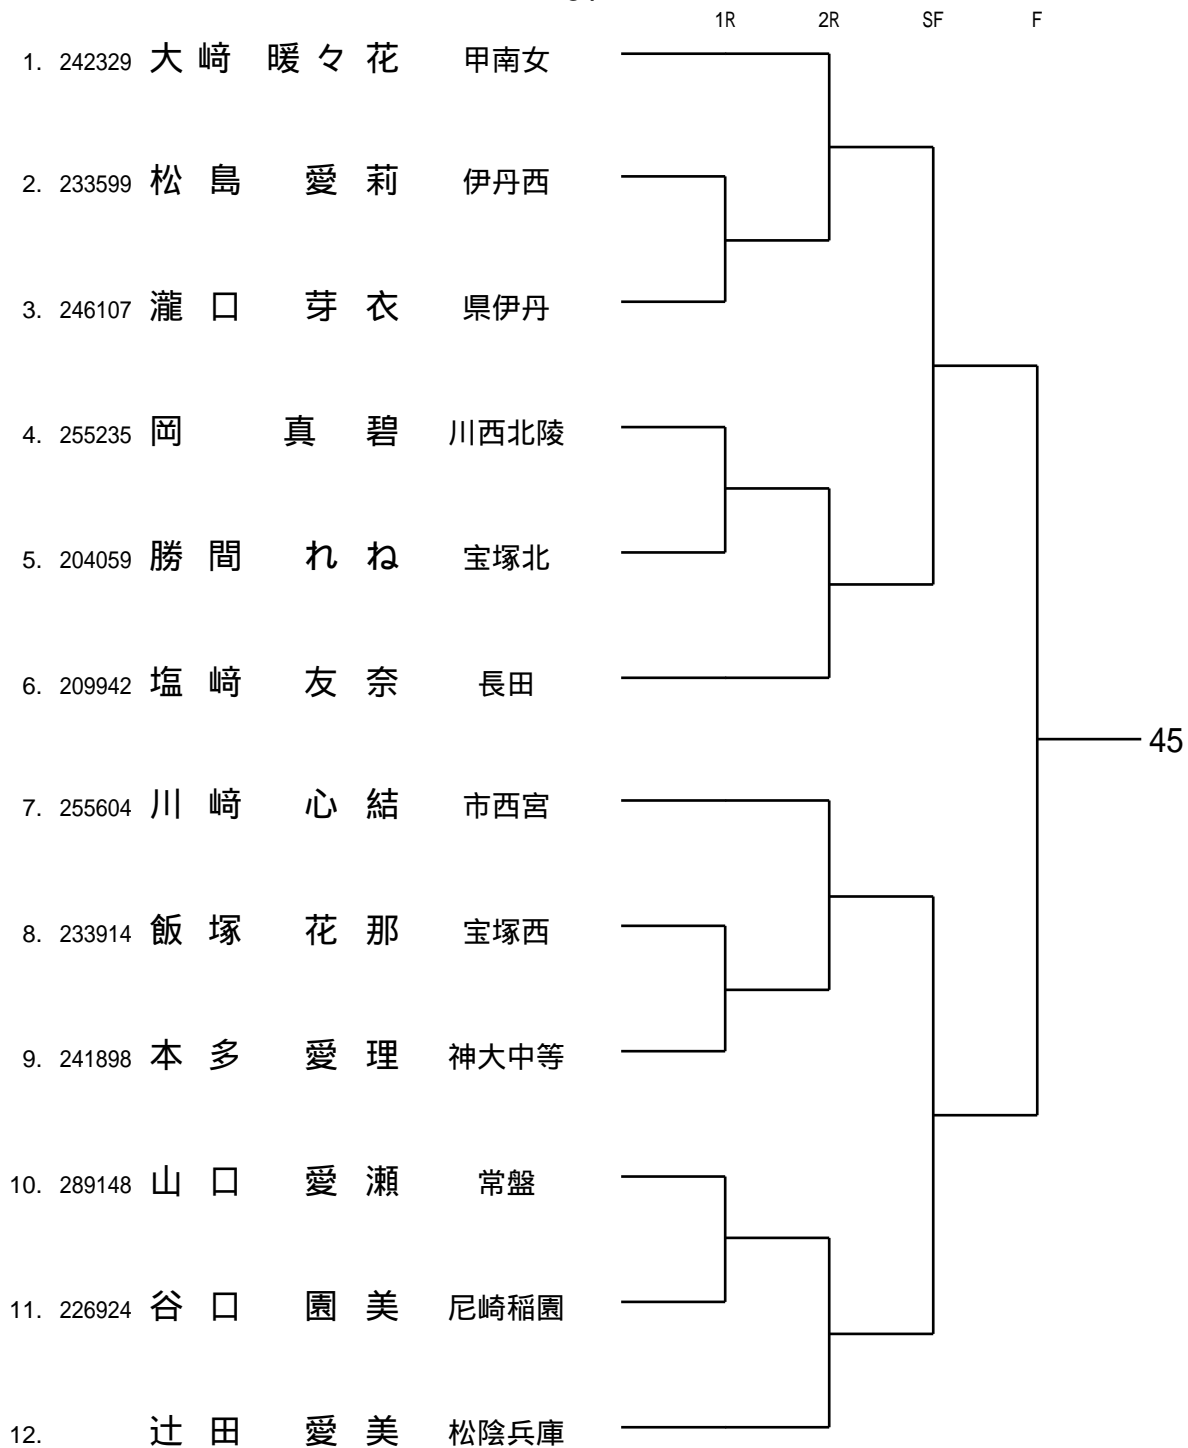 1R 2R SF F
1. 242329 大﨑 暖々花 甲南女
2. 233599 松島 愛莉 伊丹西
3. 246107 瀧口 芽衣 県伊丹
4. 255235 岡 真碧 川西北陵
5. 204059 勝間 れね 宝塚北
6. 209942 塩﨑 友奈 長田
45
7. 255604 川﨑 心結 市西宮
8. 233914 飯塚 花那 宝塚西
9. 241898 本多 愛理 神大中等
10. 289148 山口 愛瀬 常盤
11. 226924 谷口 園美 尼崎稲園
12. 辻田 愛美 松陰兵庫